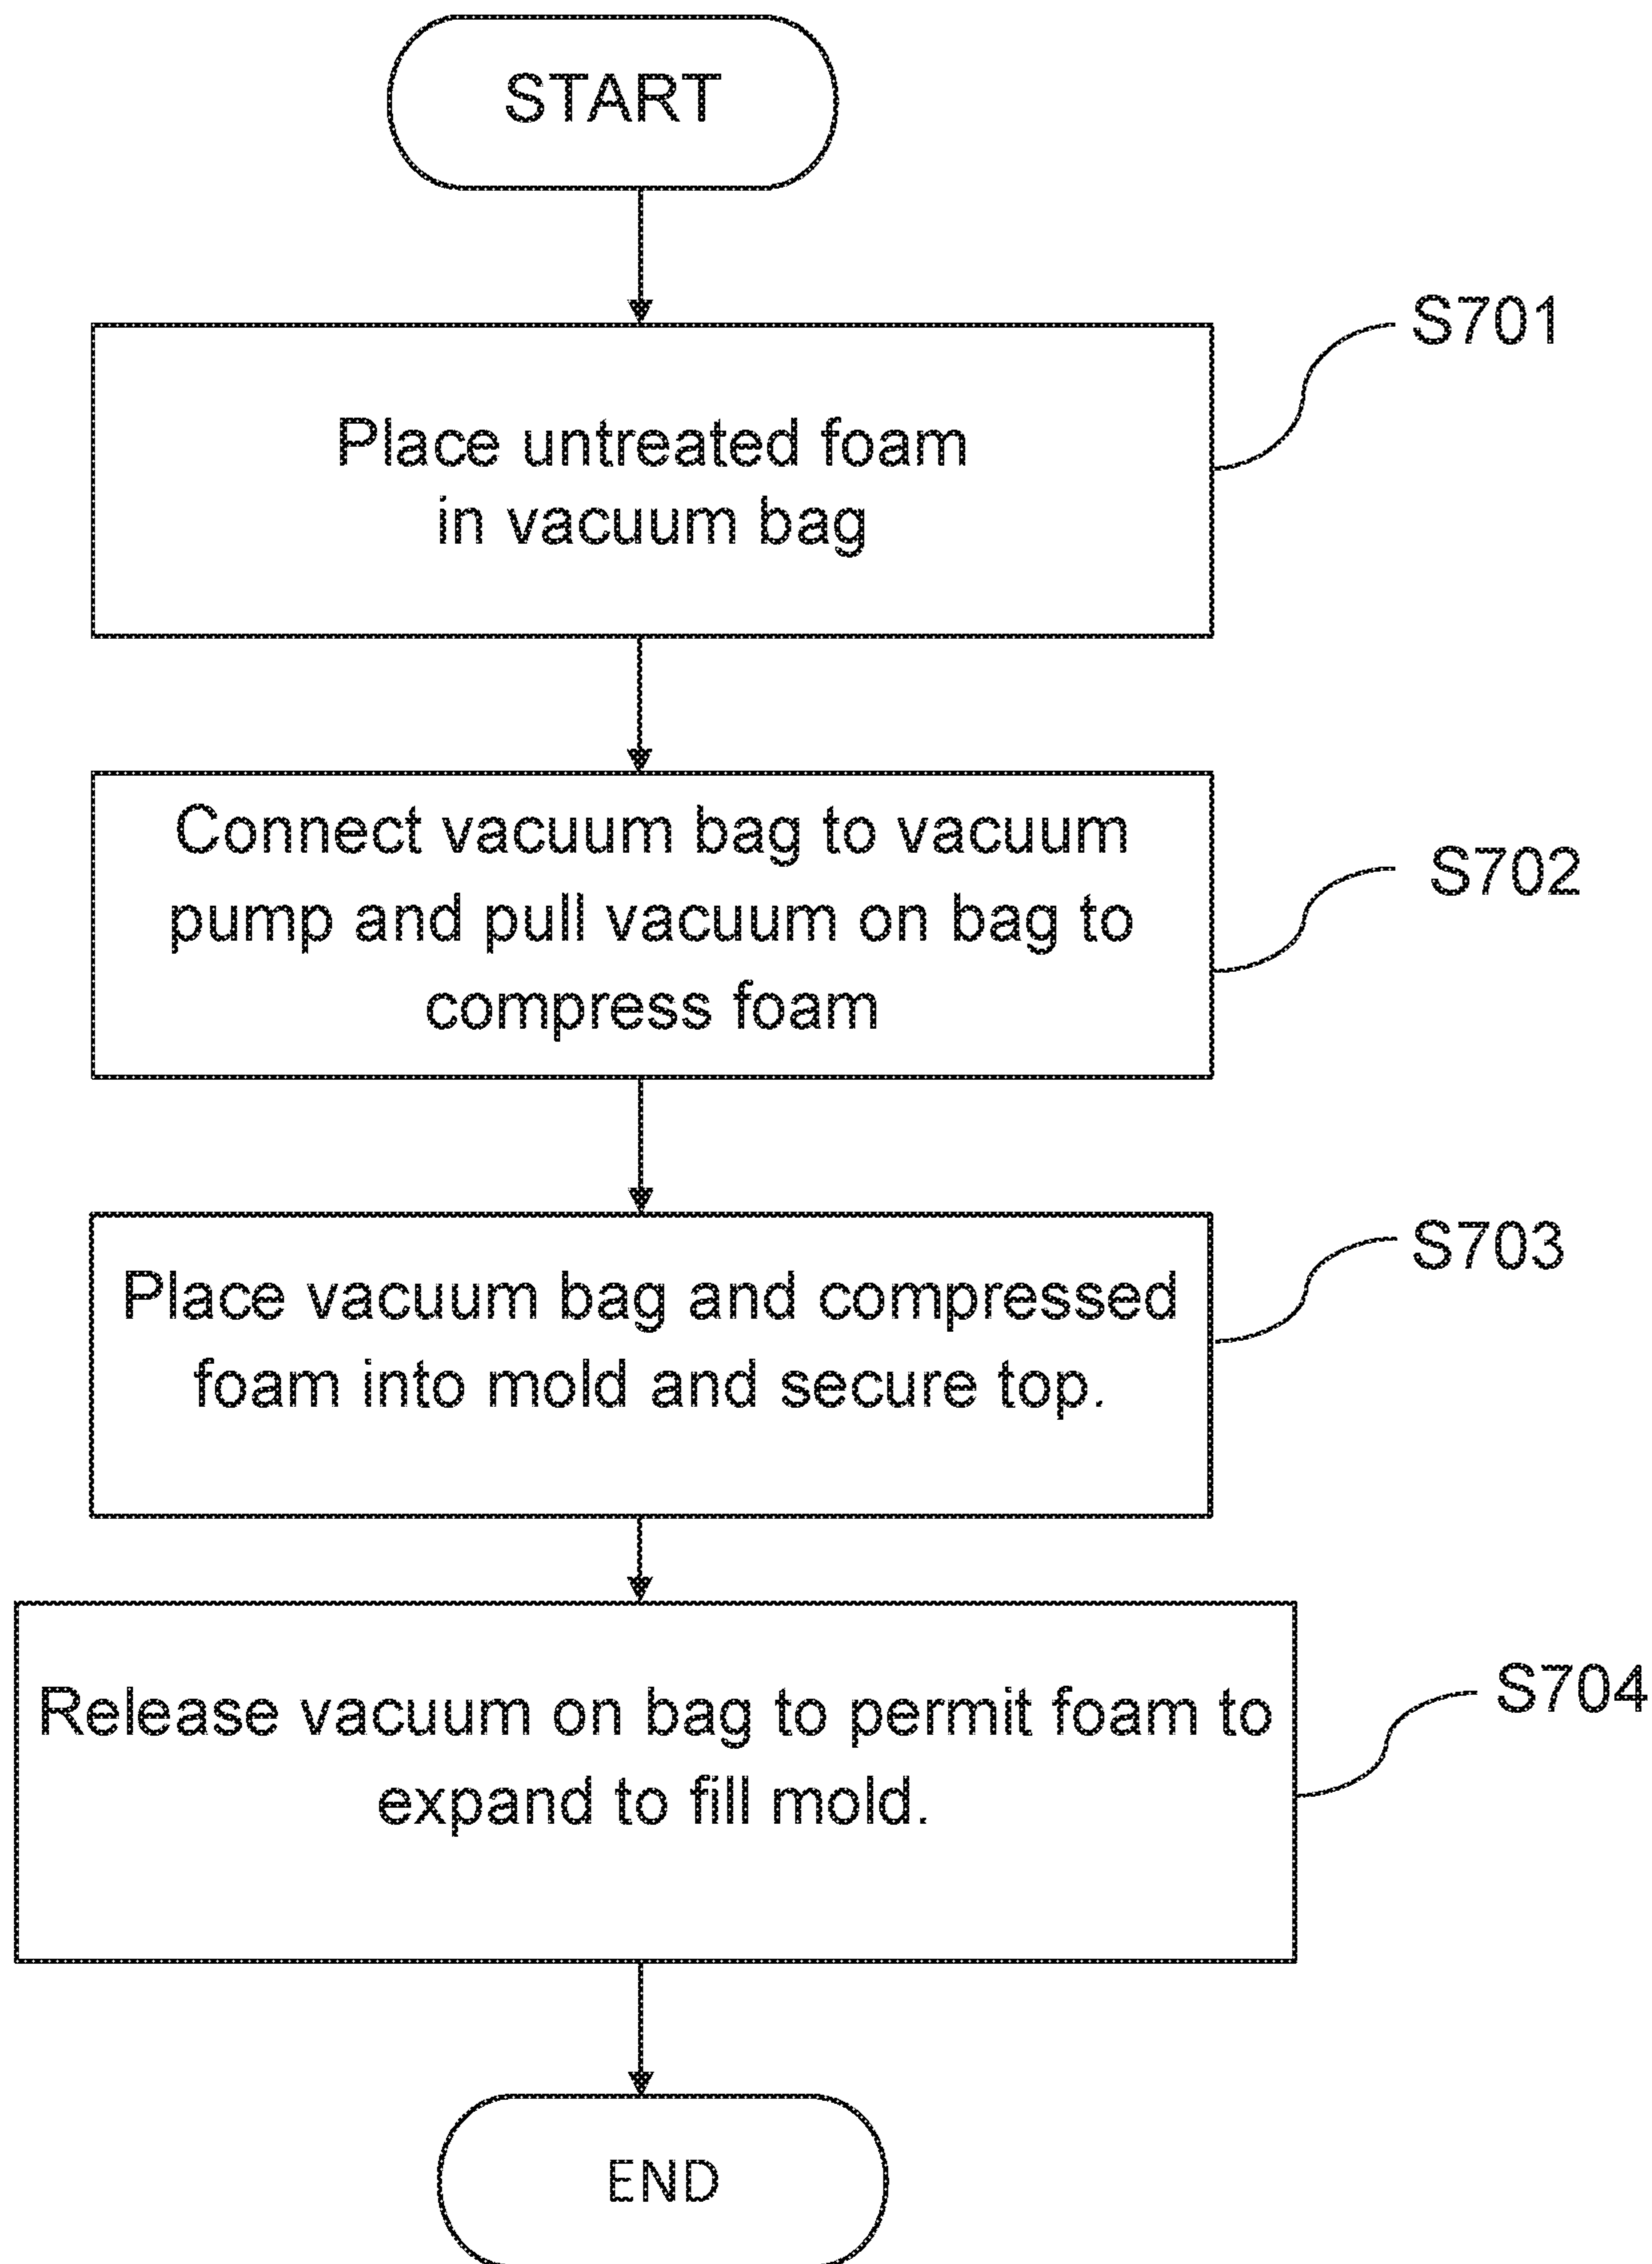 START
S701
Place untreated foam
in vacuum bag
Connect vacuum bag to vacuum
pump and pull vacuum on bag to
compress foam
S702
S703
Place vacuum bag and compressed
foam into mold and secure top.
S704
Release vacuum on bag to permit foam to
expand to fill mold.
END